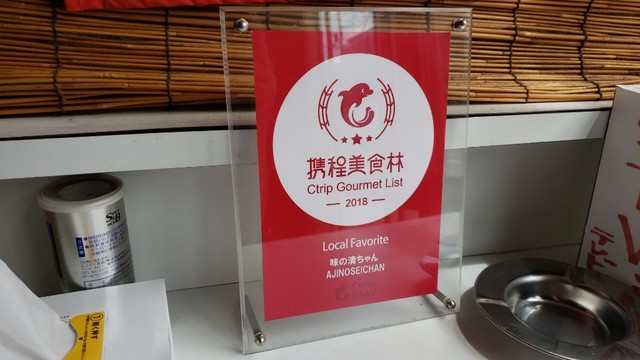 携程美食林
Ctrip Gourmet List
2018
Local Favorite
味の清ちゃん
AJINOSEICHAN
S&B